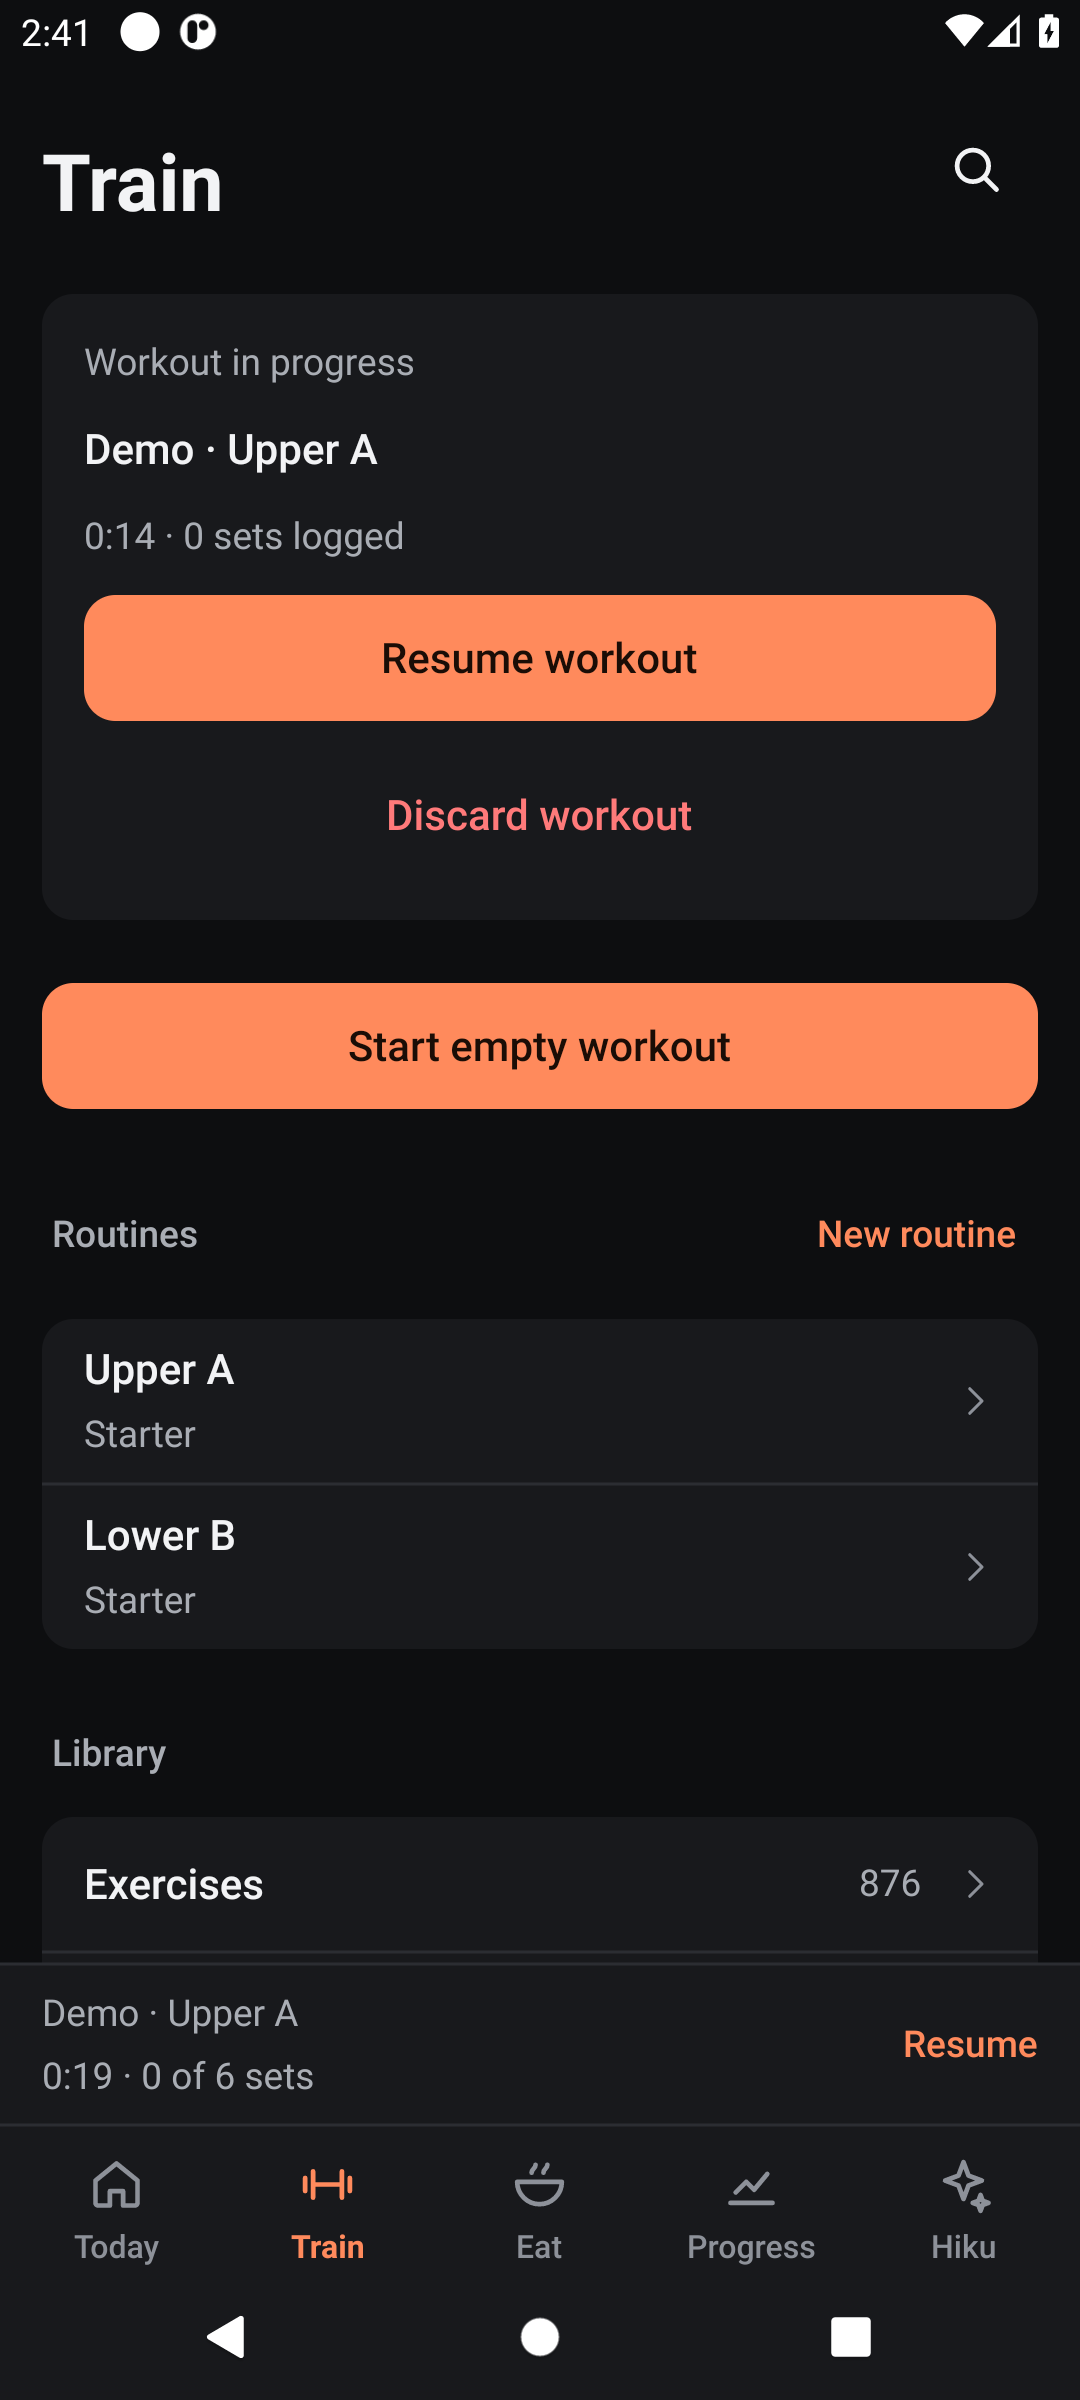 2:41
Train
Workout in progress
Demo · Upper A
0:14 · 0 sets logged
Resume workout
Discard workout
Start empty workout
Routines
New routine
Upper A
Starter
Lower B
Starter
Library
Exercises
876
Demo · Upper A
0:19 · 0 of 6 sets
Resume
Today
Train
Eat
Progress
Hiku